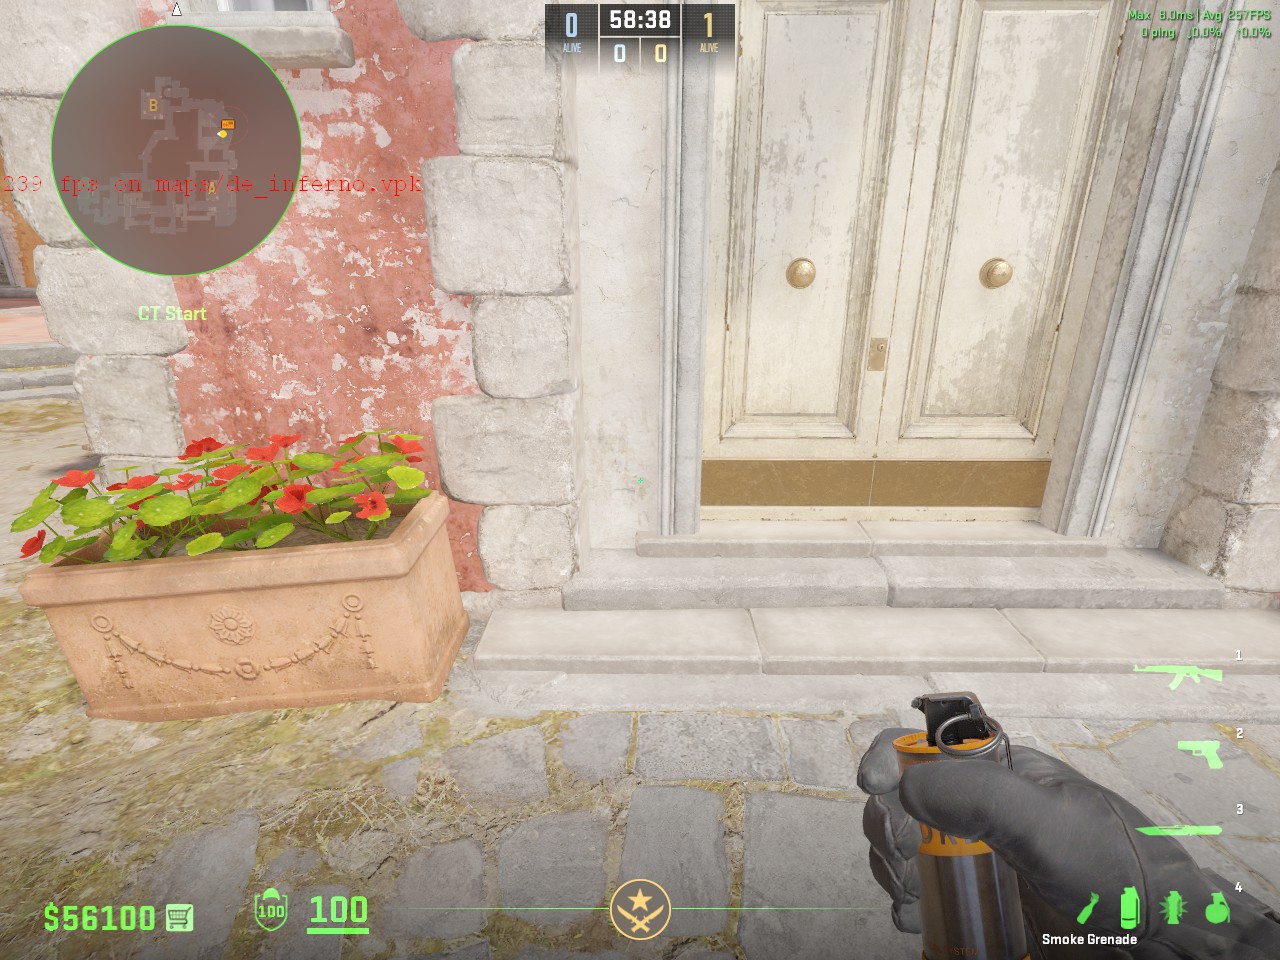 0
ALIVE
58:38
0
0
1
ALIVE
Max 8.0ms | Avg 257FPS
0 ping ↓0.0% ↑0.0%
B
A
239 fps on maps/de_inferno.vpk
CT Start
1
2
3
4
$56100
100
100
Smoke Grenade